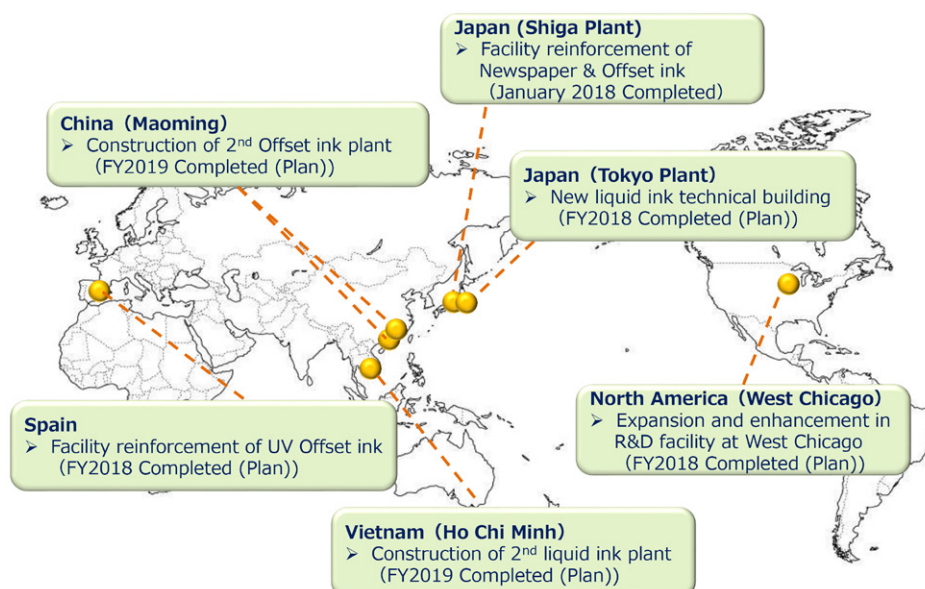 Japan (Shiga Plant)
➢ Facility reinforcement of
Newspaper & Offset ink
(January 2018 Completed)
China（Maoming）
➢ Construction of 2nd Offset ink plant
(FY2019 Completed (Plan))
Japan（Tokyo Plant）
➢ New liquid ink technical building
(FY2018 Completed (Plan))
North America（West Chicago）
➢ Expansion and enhancement in
R&D facility at West Chicago
(FY2018 Completed (Plan))
Spain
➢ Facility reinforcement of UV Offset ink
(FY2018 Completed (Plan))
Vietnam（Ho Chi Minh）
➢ Construction of 2nd liquid ink plant
(FY2019 Completed (Plan))